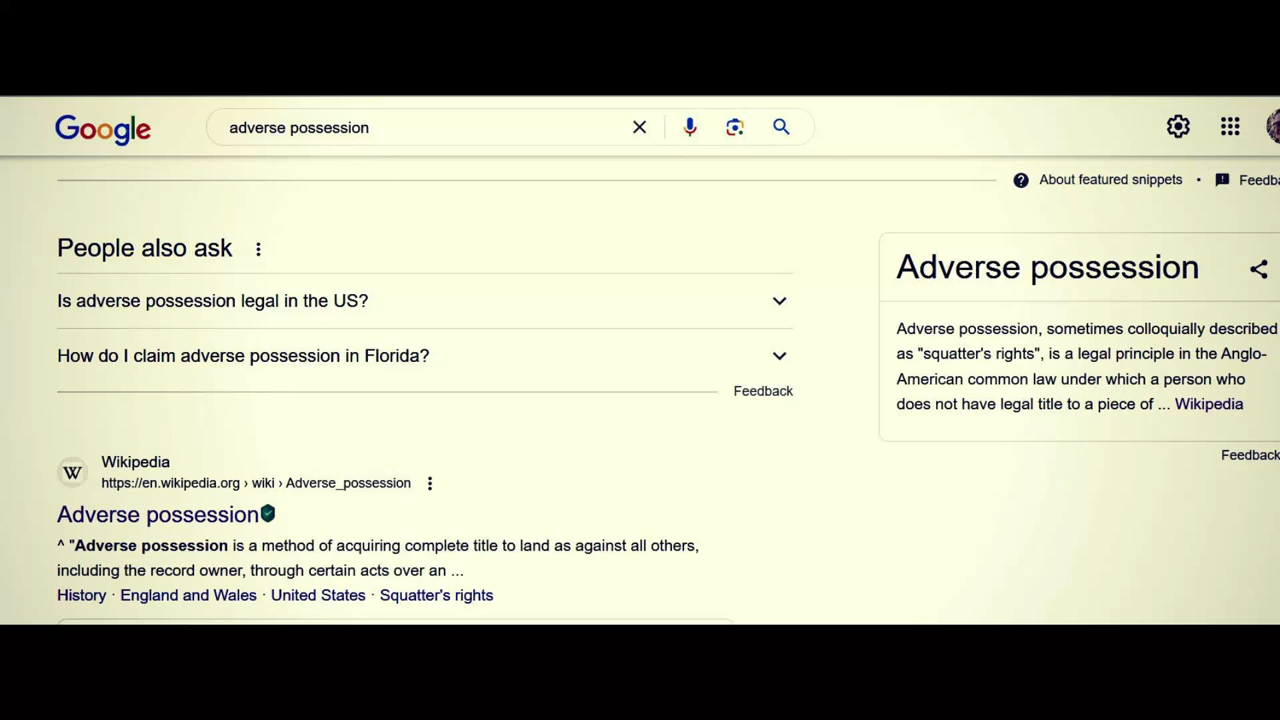 Google
adverse possession
About featured snippets • Feedba
People also ask
Is adverse possession legal in the US?
How do I claim adverse possession in Florida?
Feedback
Wikipedia
https://en.wikipedia.org › wiki › Adverse_possession
Adverse possession
^ "Adverse possession is a method of acquiring complete title to land as against all others,
including the record owner, through certain acts over an ...
History · England and Wales · United States · Squatter's rights
Adverse possession
Adverse possession, sometimes colloquially described
as "squatter's rights", is a legal principle in the Anglo-
American common law under which a person who
does not have legal title to a piece of ... Wikipedia
Feedback